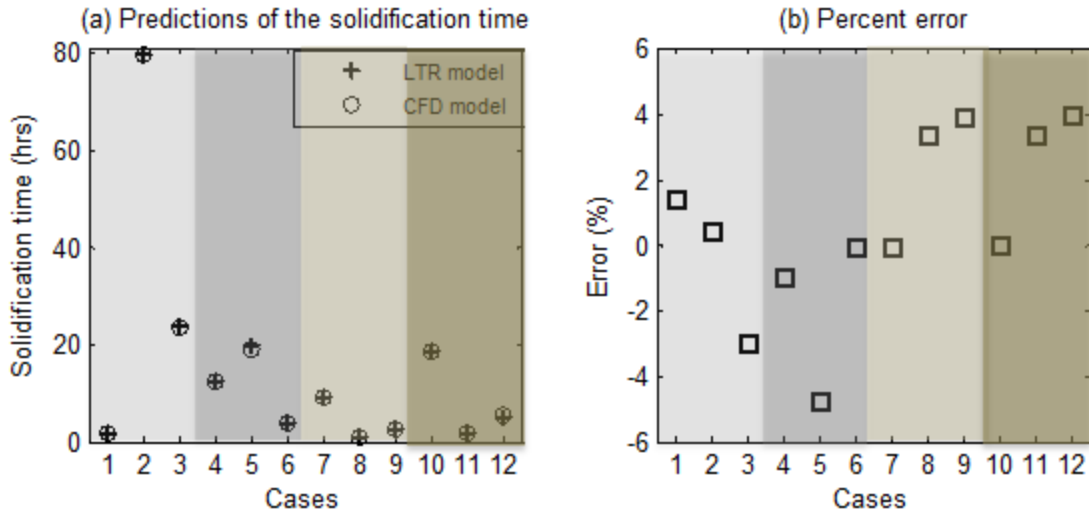 (a) Predictions of the solidification time
80
60
40
20
0
Solidification time (hrs)
LTR model
CFD model
1 2 3 4 5 6 7 8 9 10 11 12
Cases
(b) Percent error
6
4
2
0
-2
-4
-6
Error (%)
1 2 3 4 5 6 7 8 9 10 11 12
Cases